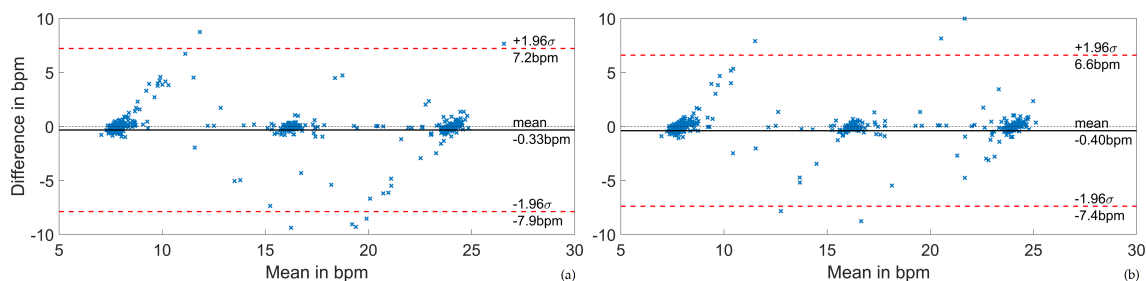 Difference in bpm
10
5
0
-5
-10
+1.96σ
7.2bpm
mean
-0.33bpm
-1.96σ
-7.9bpm
5 10 15 20 25 30
Mean in bpm
(a)
10
5
0
-5
-10
+1.96σ
6.6bpm
mean
-0.40bpm
-1.96σ
-7.4bpm
5 10 15 20 25 30
Mean in bpm
(b)